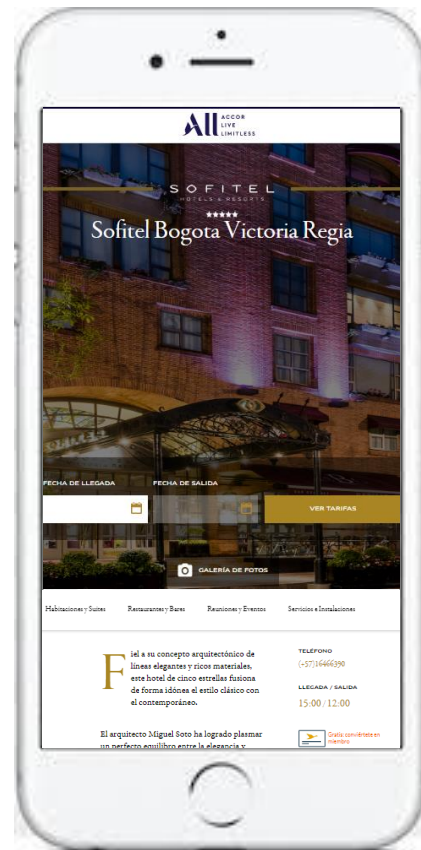 All ACCOR
LIVE
LIMITLESS
SOFITEL
HOTELS & RESORTS
Sofitel Bogota Victoria Regia
FECHA DE LLEGADA FECHA DE SALIDA
VER TARIFAS
GALERÍA DE FOTOS
Habitaciones y Suites Restaurantes y Bares Reuniones y Eventos Servicios e Instalaciones
Fiel a su concepto arquitectónico de
líneas elegantes y ricos materiales,
este hotel de cinco estrellas fusiona
de forma idónea el estilo clásico con
el contemporáneo.
El arquitecto Miguel Soto ha logrado plasmar
un perfecto equilibrio entre la elegancia y
TELÉFONO
(+57)16466390
LLEGADA / SALIDA
15:00 / 12:00
Gratis: conviértete en
miembro